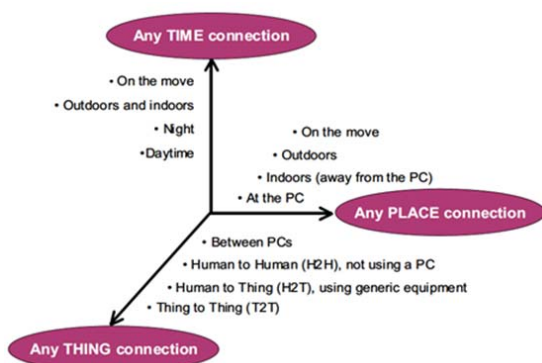 Any TIME connection
• On the move
• Outdoors and indoors
• Night
•Daytime
• On the move
• Outdoors
• Indoors (away from the PC)
• At the PC
Any PLACE connection
• Between PCs
• Human to Human (H2H), not using a PC
• Human to Thing (H2T), using generic equipment
• Thing to Thing (T2T)
Any THING connection